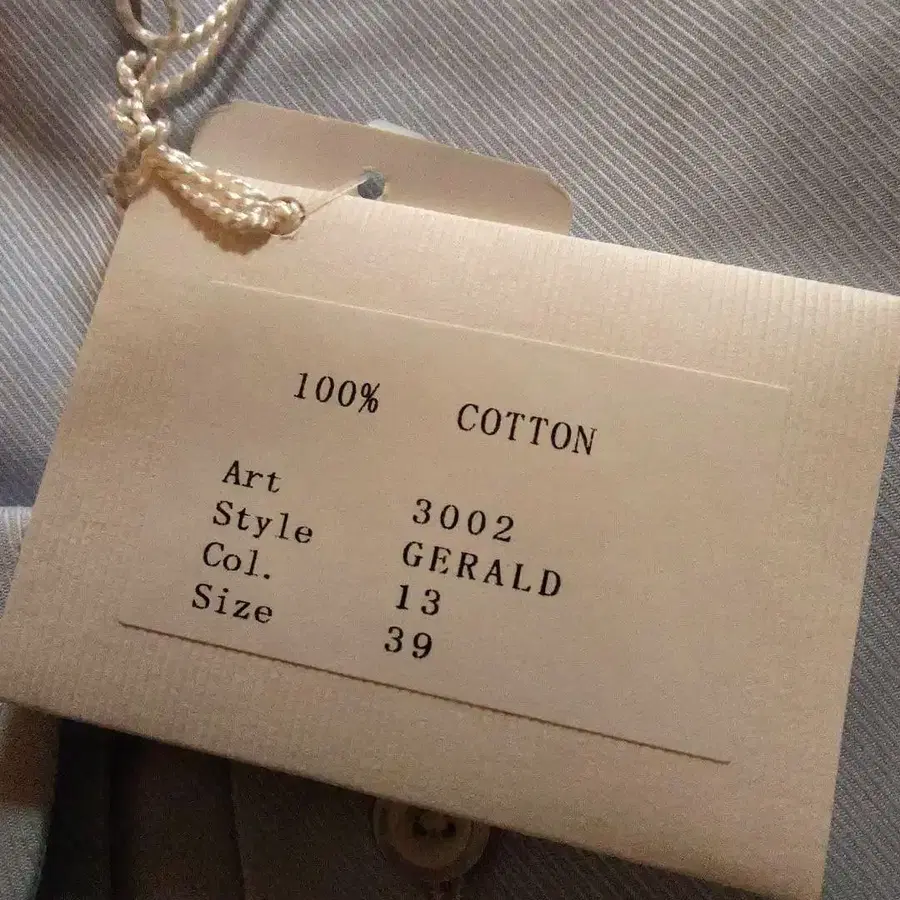 100% COTTON
Art 3002
Style GERALD
Col. 13
Size 39